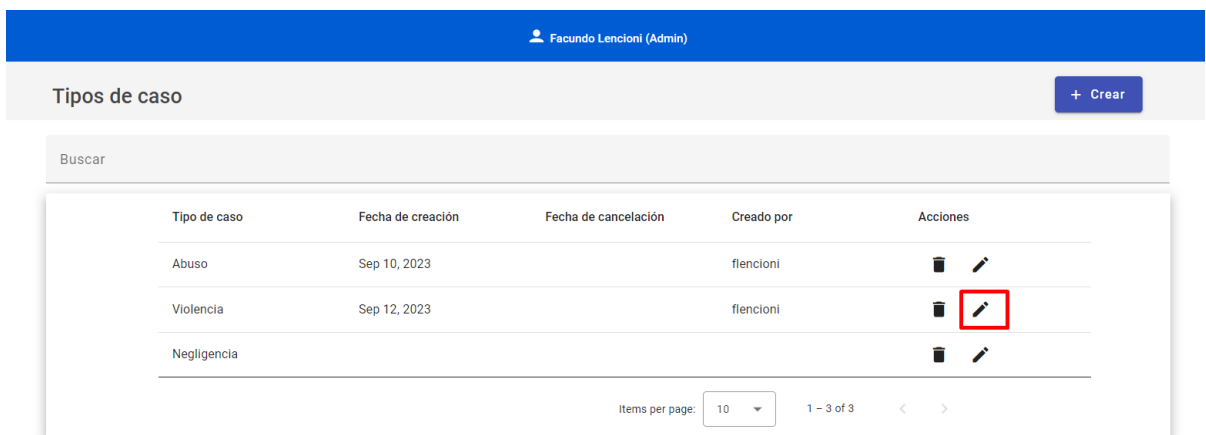 Facundo Lencioni (Admin)
Tipos de caso
+ Crear
Buscar
Tipo de caso Fecha de creación Fecha de cancelación Creado por Acciones
Abuso Sep 10, 2023 flencioni
Violencia Sep 12, 2023 flencioni
Negligencia
Items per page: 10 1 – 3 of 3